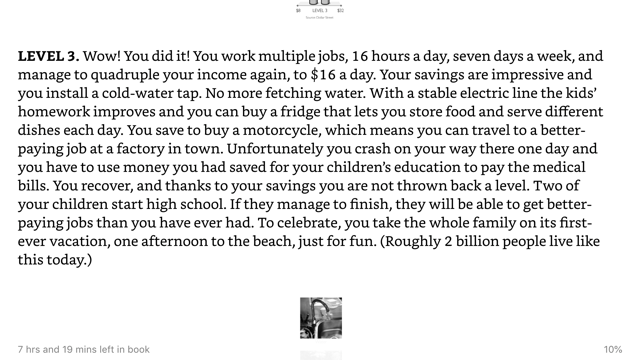 $8 LEVEL 3 $32
LEVEL 3. Wow! You did it! You work multiple jobs, 16 hours a day, seven days a week, and
manage to quadruple your income again, to $16 a day. Your savings are impressive and
you install a cold-water tap. No more fetching water. With a stable electric line the kids’
homework improves and you can buy a fridge that lets you store food and serve different
dishes each day. You save to buy a motorcycle, which means you can travel to a better-
paying job at a factory in town. Unfortunately you crash on your way there one day and
you have to use money you had saved for your children’s education to pay the medical
bills. You recover, and thanks to your savings you are not thrown back a level. Two of
your children start high school. If they manage to finish, they will be able to get better-
paying jobs than you have ever had. To celebrate, you take the whole family on its first-
ever vacation, one afternoon to the beach, just for fun. (Roughly 2 billion people live like
this today.)
7 hrs and 19 mins left in book 10%